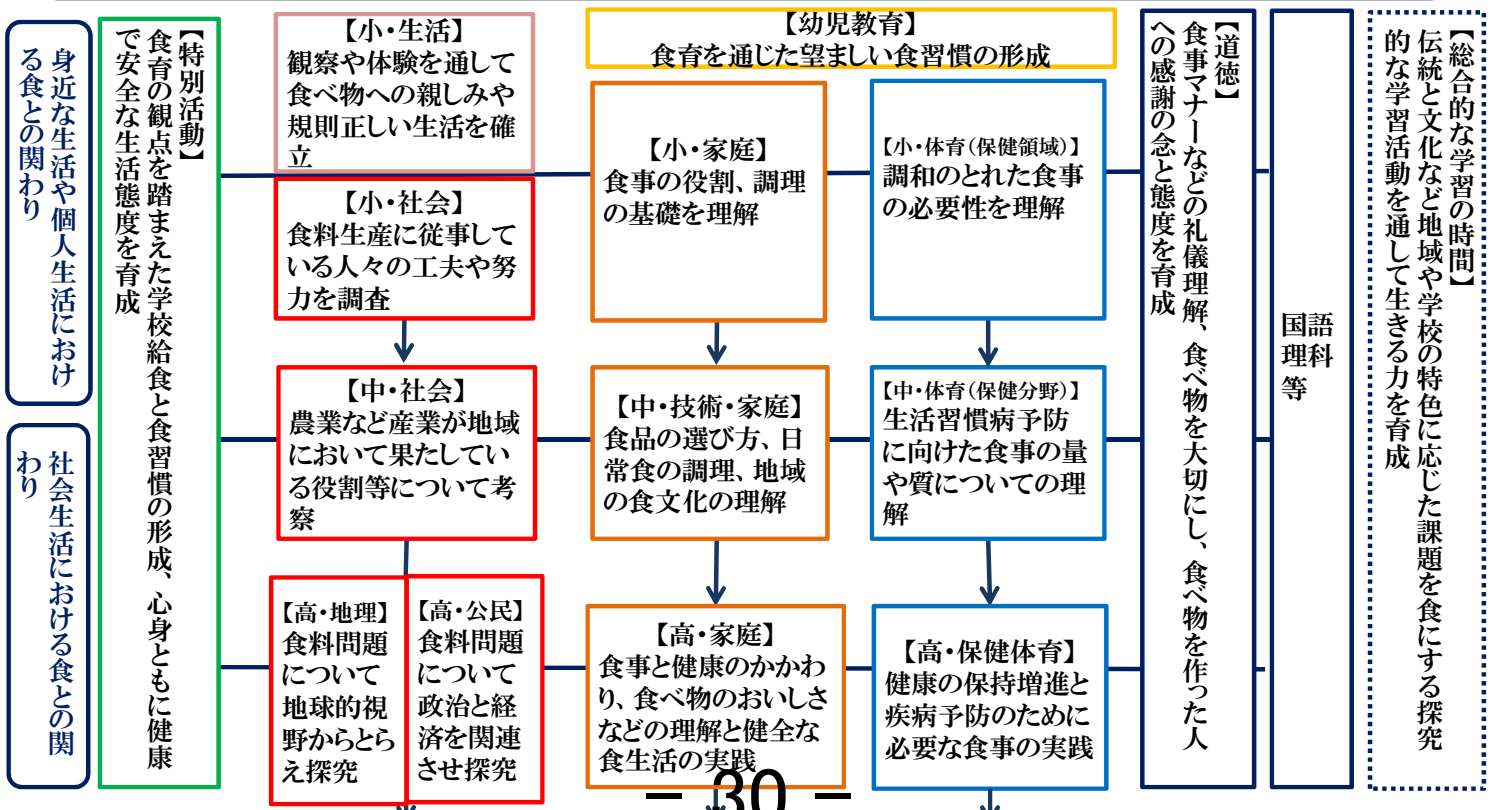 身近な生活や個人生活におけ
る食との関わり
社会生活における食との関
わり
【特別活動】
食育の観点を踏まえた学校給食と食習慣の形成、心身ともに健康
で安全な生活態度を育成
【小・生活】
観察や体験を通して
食べ物への親しみや
規則正しい生活を確
立
【幼児教育】
食育を通じた望ましい食習慣の形成
【小・社会】
食料生産に従事して
いる人々の工夫や努
力を調査
【小・家庭】
食事の役割、調理
の基礎を理解
【小・体育(保健領域)】
調和のとれた食事
の必要性を理解
【中・社会】
農業など産業が地域
において果たしてい
る役割等について考
察
【中・技術・家庭】
食品の選び方、日
常食の調理、地域
の食文化の理解
【中・体育(保健分野)】
生活習慣病予防
に向けた食事の量
や質についての理
解
【高・地理】
食料問題
について
地球的視
野からとら
え探究
【高・公民】
食料問題
について
政治と経
済を関連
させ探究
【高・家庭】
食事と健康のかかわ
り、食べ物のおいしさ
などの理解と健全な
食生活の実践
【高・保健体育】
健康の保持増進と
疾病予防のために
必要な食事の実践
【道徳】
食事マナーなどの礼儀理解、食べ物を大切にし、食べ物を作った人
への感謝の念と態度を育成
国語
理科
等
【総合的な学習の時間】
伝統と文化など地域や学校の特色に応じた課題を食にする探究
的な学習活動を通して生きる力を育成
- 30 -